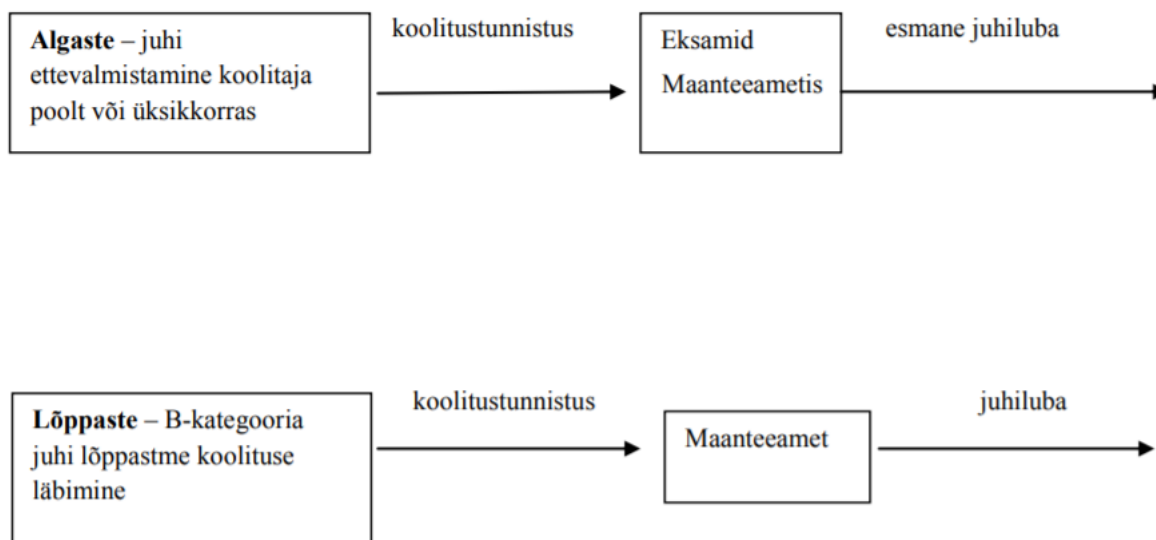 Algaste – juhi
ettevalmistamine koolitaja
poolt või üksikkorras
koolitustunnistus
Eksamid
Maanteeametis
esmane juhiluba
Lõppaste – B-kategooria
juhi lõppastme koolituse
läbimine
koolitustunnistus
Maanteeamet
juhiluba